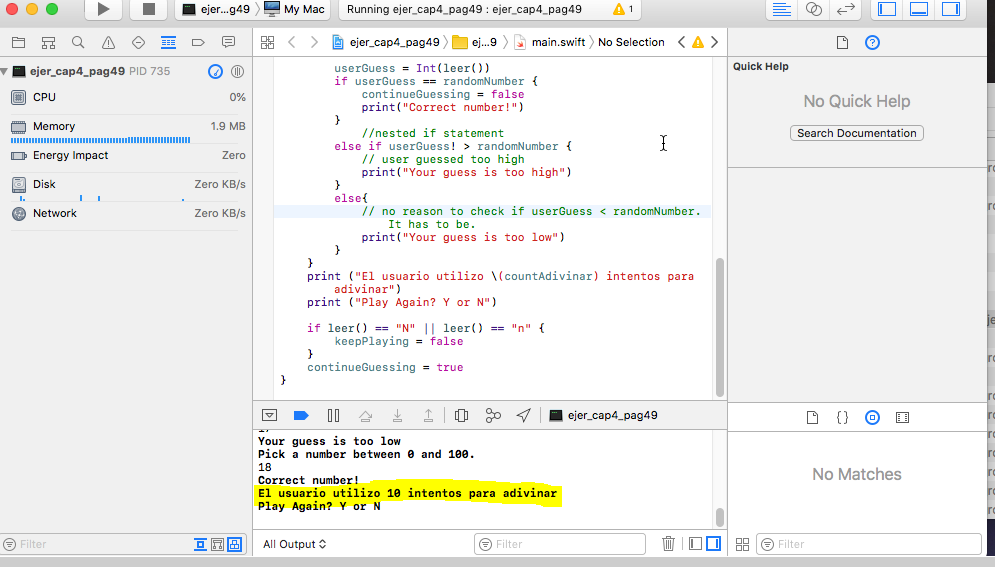 ejer...g49 〉 My Mac
Running ejer_cap4_pag49 : ejer_cap4_pag49
1
ejer_cap4_pag49 〉 ej...9 〉 main.swift 〉 No Selection
ejer_cap4_pag49 PID 735
CPU 0%
Memory 1.9 MB
Energy Impact Zero
Disk Zero KB/s
Network Zero KB/s
Filter
userGuess = Int(leer())
if userGuess == randomNumber {
continueGuessing = false
print("Correct number!")
}
//nested if statement
else if userGuess! > randomNumber {
// user guessed too high
print("Your guess is too high")
}
else{
// no reason to check if userGuess < randomNumber.
It has to be.
print("Your guess is too low")
}
}
print ("El usuario utilizo \(countAdivinar) intentos para
adivinar")
print ("Play Again? Y or N")
if leer() == "N" || leer() == "n" {
keepPlaying = false
}
continueGuessing = true
}
ejer_cap4_pag49
Your guess is too low
Pick a number between 0 and 100.
18
Correct number!
El usuario utilizo 10 intentos para adivinar
Play Again? Y or N
All Output
Filter
Quick Help
No Quick Help
Search Documentation
{ }
No Matches
Filter